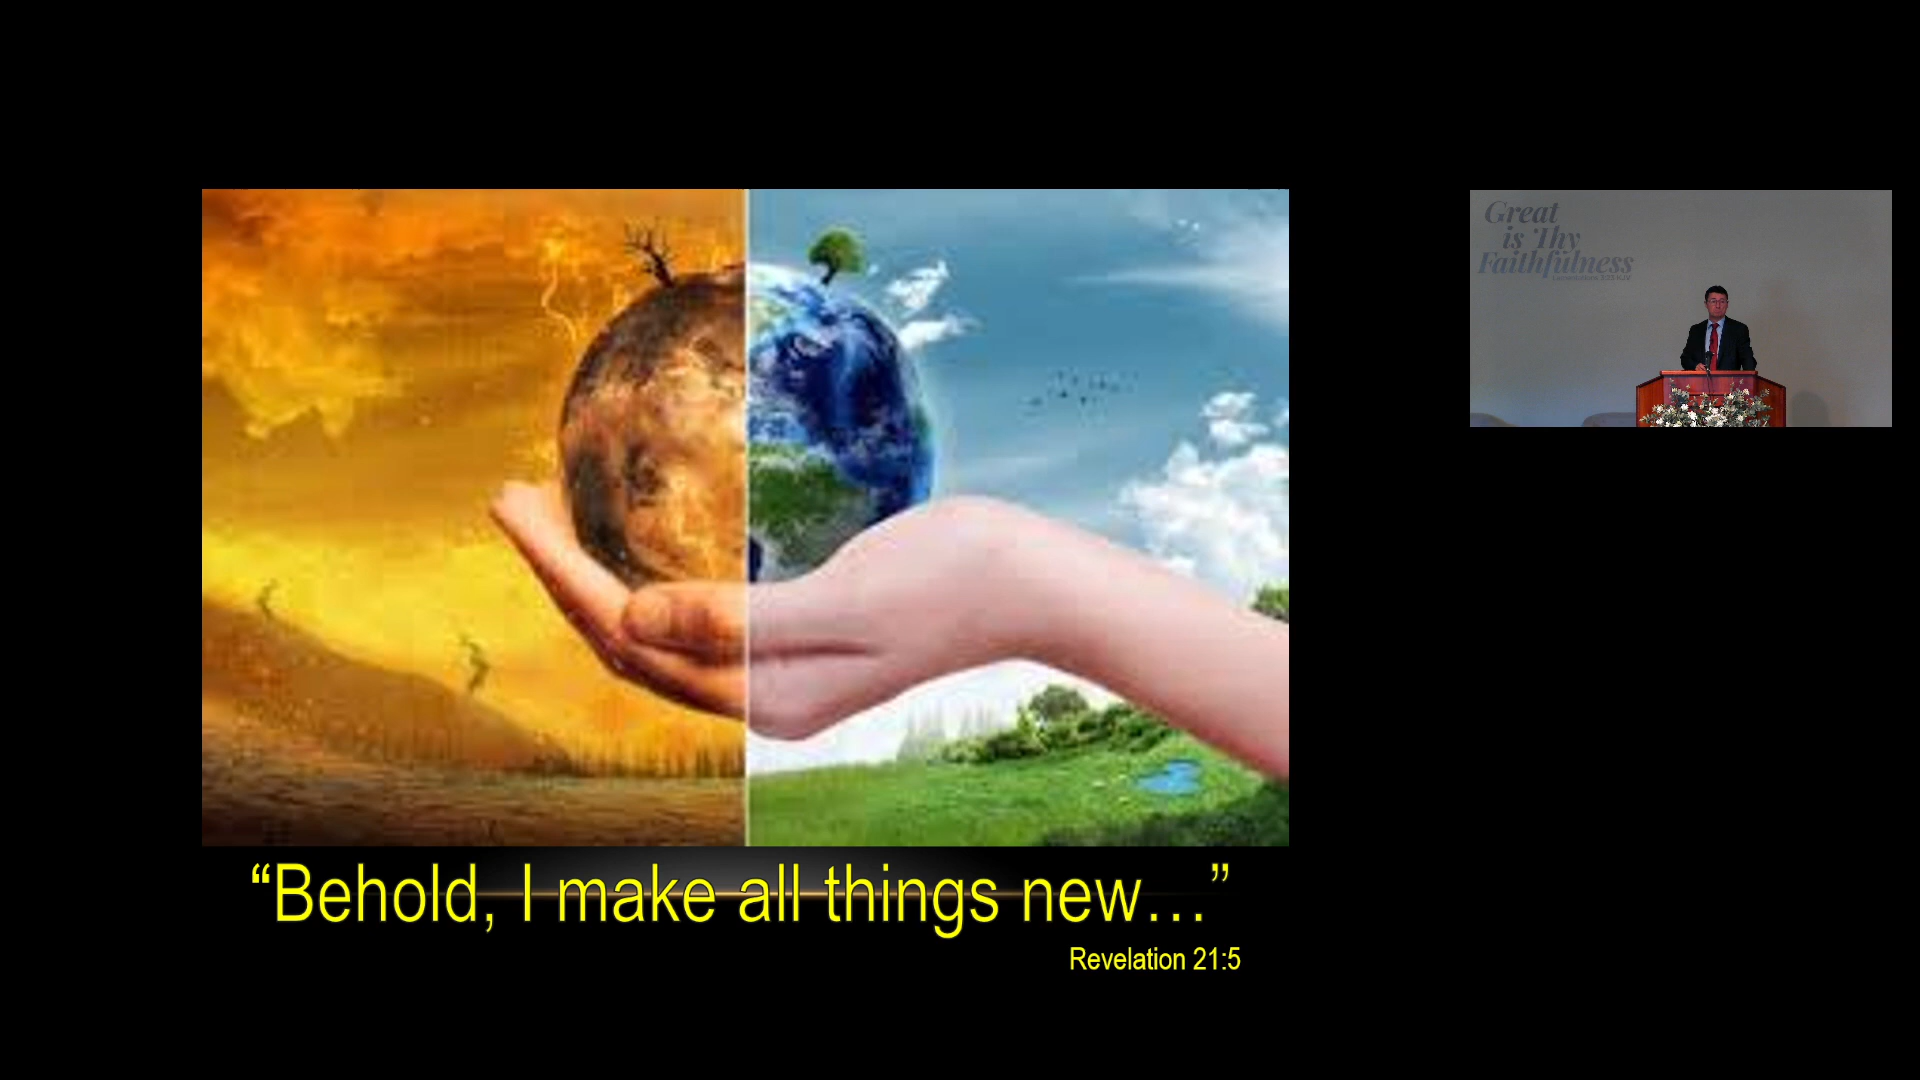 “Behold, I make all things new…”
Revelation 21:5
Great
is Thy
Faithfulness